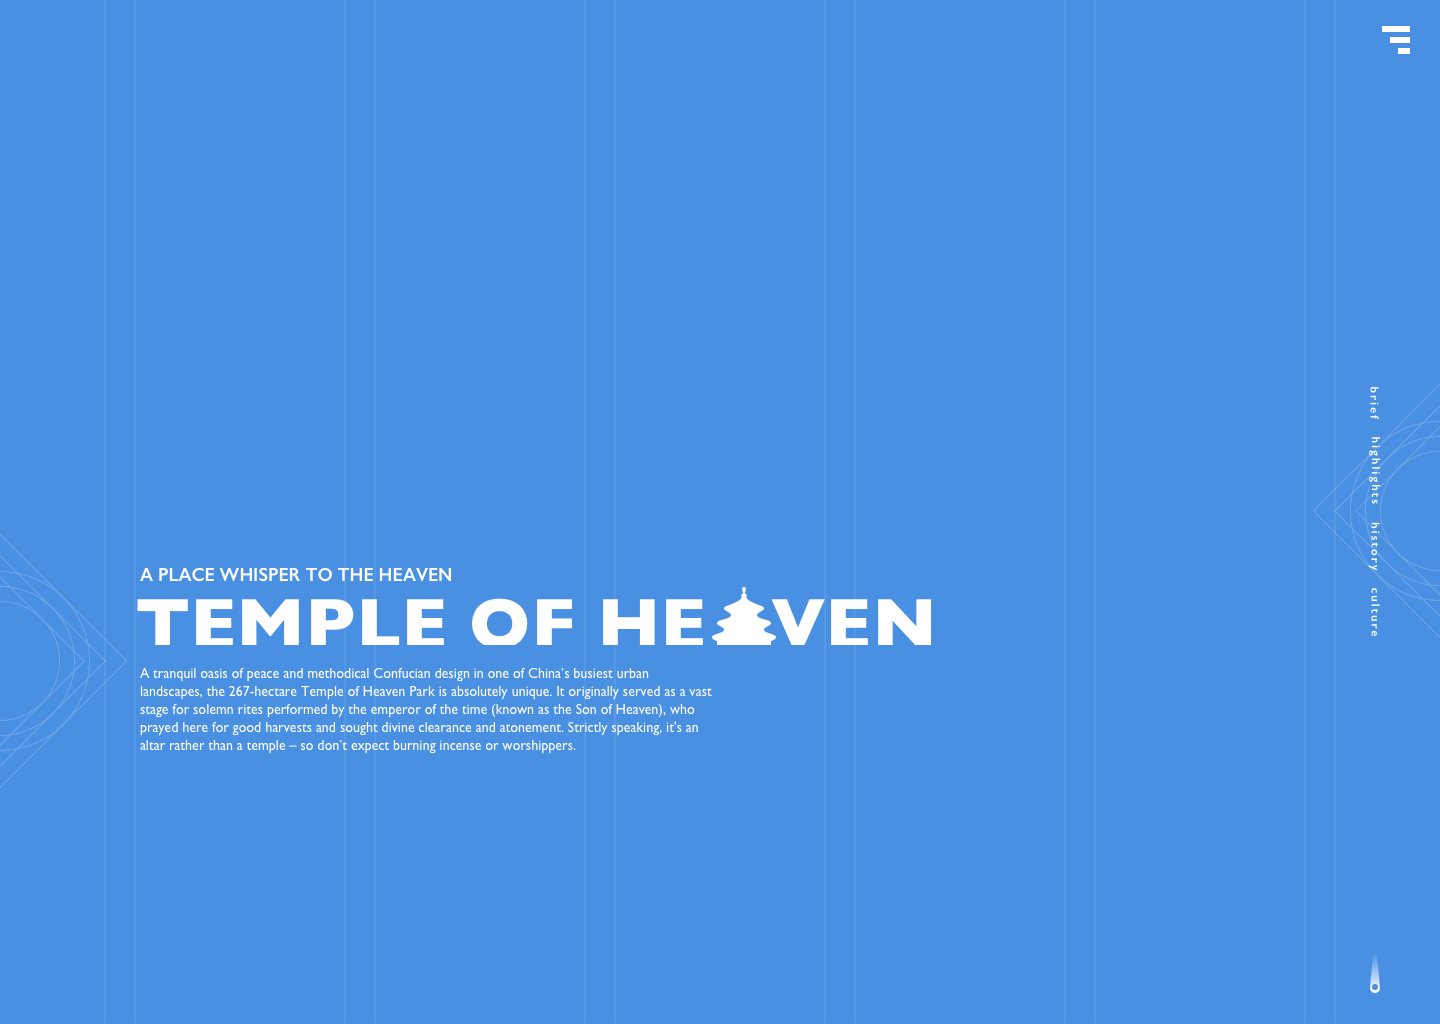 A PLACE WHISPER TO THE HEAVEN
TEMPLE OF HEAVEN
A tranquil oasis of peace and methodical Confucian design in one of China's busiest urban
landscapes, the 267-hectare Temple of Heaven Park is absolutely unique. It originally served as a vast
stage for solemn rites performed by the emperor of the time (known as the Son of Heaven), who
prayed here for good harvests and sought divine clearance and atonement. Strictly speaking, it's an
altar rather than a temple – so don't expect burning incense or worshippers.
brief highlights history culture